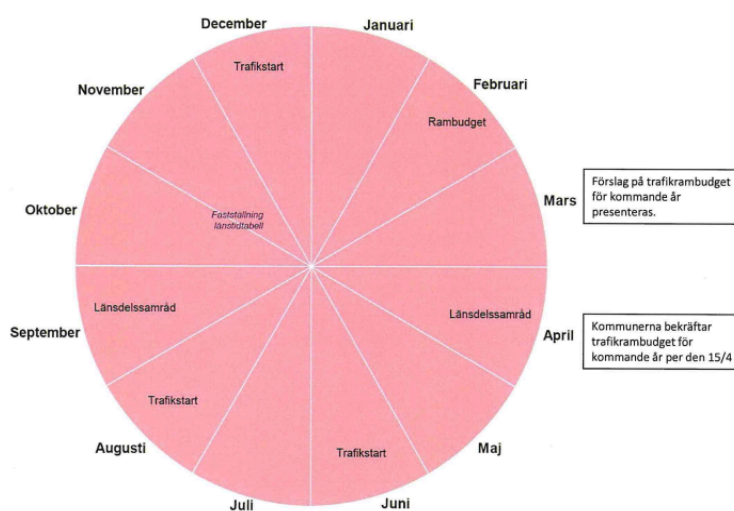 December
Januari
Trafikstart
November
Februari
Rambudget
Oktober
Fastställning
länstidtabell
Mars
Förslag på trafikrambudget
för kommande år
presenteras.
Länsdelssamråd
September
Länsdelssamråd
April
Kommunerna bekräftar
trafikrambudget för
kommande år per den 15/4
Trafikstart
Augusti
Trafikstart
Maj
Juli
Juni